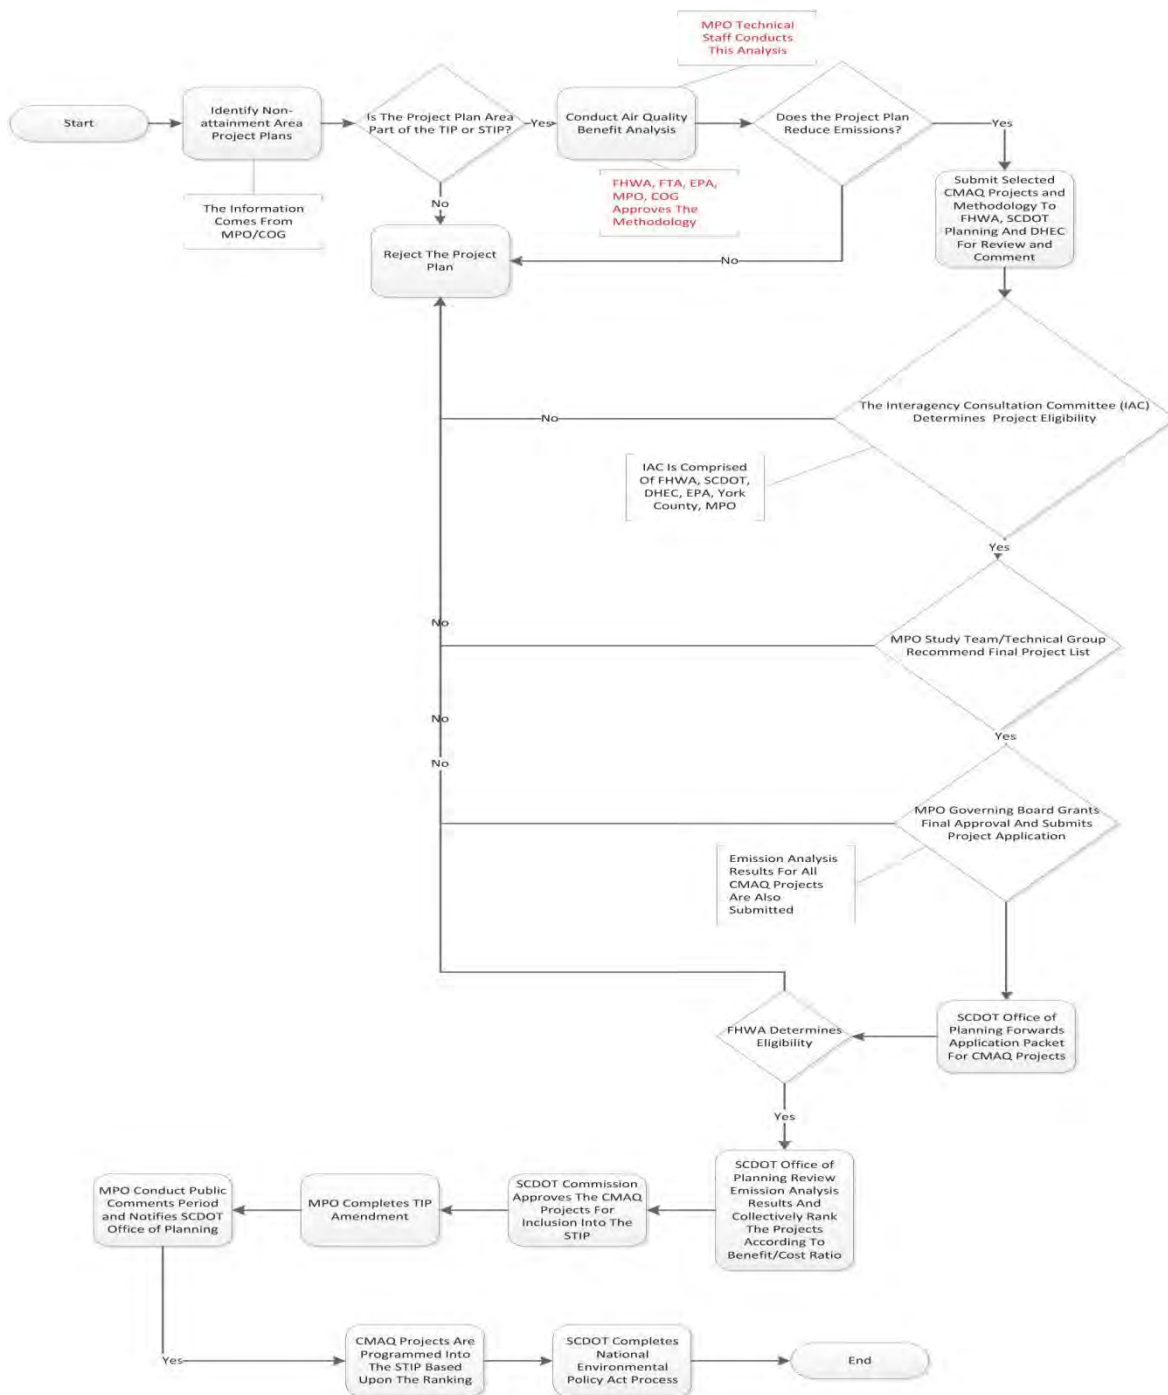 MPO Technical
Staff Conducts
This Analysis
Start
Identify Non-
attainment Area
Project Plans
Is The Project Plan Area
Part of the TIP or STIP?
Yes
Conduct Air Quality
Benefit Analysis
Does the Project Plan
Reduce Emissions?
Yes
The Information
Comes From
MPO/COG
No
FHWA, FTA, EPA,
MPO, COG
Approves The
Methodology
Submit Selected
CMAQ Projects and
Methodology To
FHWA, SCDOT
Planning And DHEC
For Review and
Comment
Reject The Project
Plan
No
The Interagency Consultation Committee (IAC)
Determines Project Eligibility
No
IAC Is Comprised
Of FHWA, SCDOT,
DHEC, EPA, York
County, MPO
Yes
No
MPO Study Team/Technical Group
Recommend Final Project List
No
Yes
No
MPO Governing Board Grants
Final Approval And Submits
Project Application
Emission Analysis
Results For All
CMAQ Projects
Are Also
Submitted
SCDOT Office of
Planning Forwards
Application Packet
For CMAQ Projects
FHWA Determines
Eligibility
Yes
SCDOT Office of
Planning Review
Emission Analysis
Results And
Collectively Rank
The Projects
According To
Benefit/Cost Ratio
SCDOT Commission
Approves The CMAQ
Projects For
Inclusion Into The
STIP
MPO Completes TIP
Amendment
MPO Conduct Public
Comments Period
and Notifies SCDOT
Office of Planning
Yes
CMAQ Projects Are
Programmed Into
The STIP Based
Upon The Ranking
SCDOT Completes
National
Environmental
Policy Act Process
End